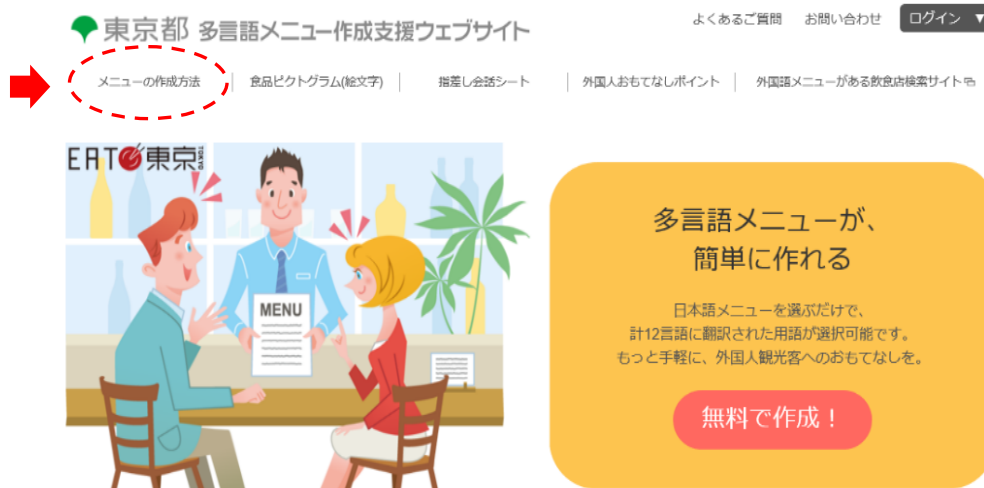 東京都 多言語メニュー作成支援ウェブサイト
よくあるご質問 お問い合わせ ログイン ▼
メニューの作成方法 食品ピクトグラム(絵文字) 指差し会話シート 外国人おもてなしポイント 外国語メニューがある飲食店検索サイト
EAT東京 TOKYO
MENU
多言語メニューが、
簡単に作れる
日本語メニューを選ぶだけで、
計12言語に翻訳された用語が選択可能です。
もっと手軽に、外国人観光客へのおもてなしを。
無料で作成！